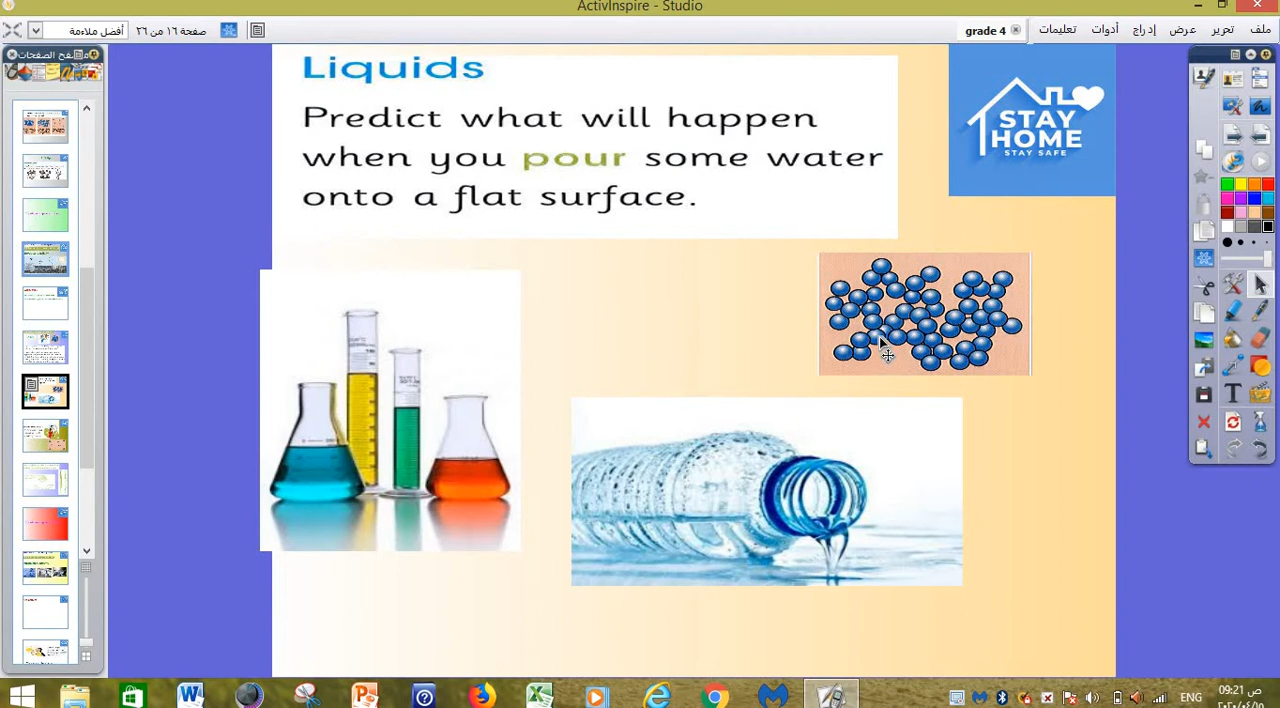 ActivInspire - Studio
ملف تحرير عرض إدراج أدوات تعليمات
grade 4
صفحة ١٦ من ٢٦
أفضل ملاءمة
Liquids
Predict what will happen
when you pour some water
onto a flat surface.
STAY
HOME
STAY SAFE
ENG
09:21 ص